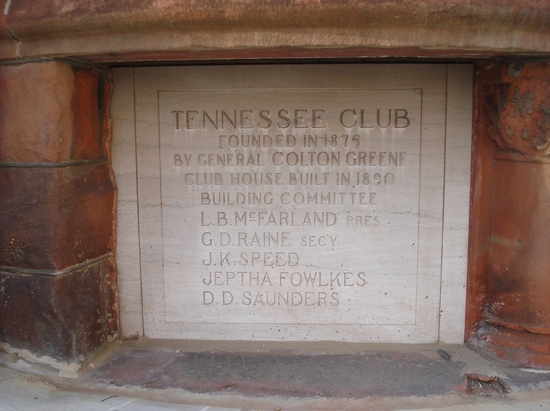 TENNESSEE CLUB
FOUNDED IN 1875
BY GENERAL COLTON GREENE
CLUB HOUSE BUILT IN 1890
BUILDING COMMITTEE
L.B. McFARLAND PRES
G.D. RAINE SEC'Y
J.K. SPEED
JEPTHA FOWLKES
D.D. SAUNDERS